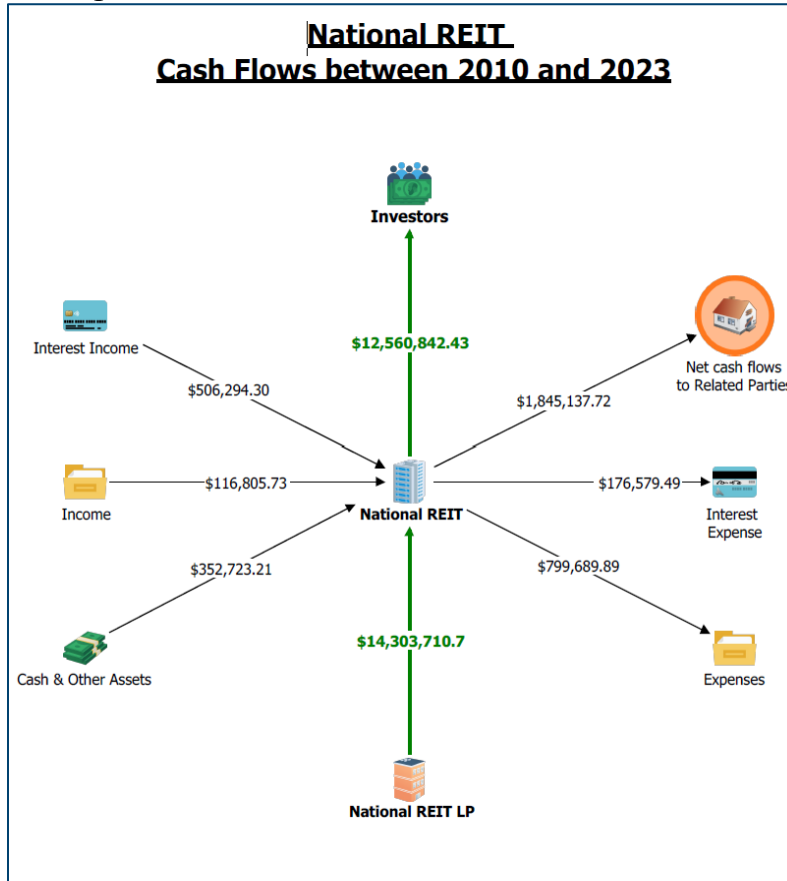 National REIT
Cash Flows between 2010 and 2023
Investors
$12,560,842.43
Interest Income
$506,294.30
Net cash flows
to Related Parties
$1,845,137.72
Income
$116,805.73
National REIT
$176,579.49
Interest
Expense
$352,723.21
Cash & Other Assets
$799,689.89
Expenses
$14,303,710.7
National REIT LP